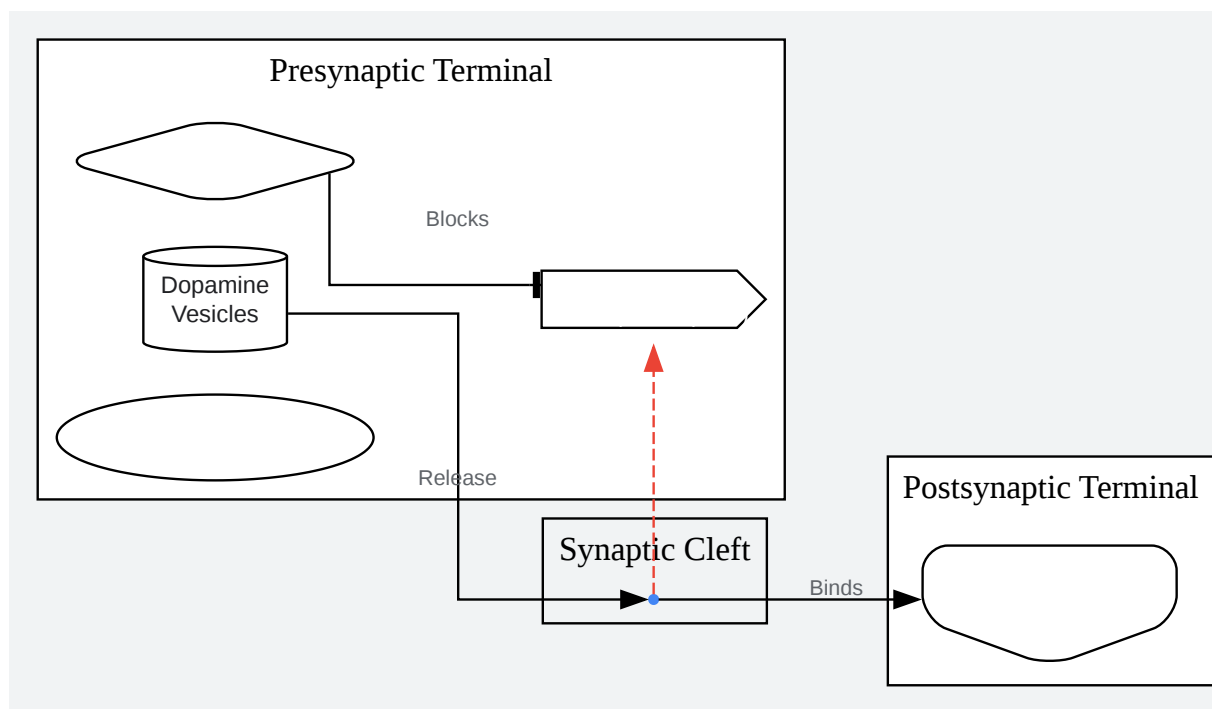 Presynaptic Terminal
Blocks
Dopamine
Vesicles
Release
Postsynaptic Terminal
Synaptic Cleft
Binds